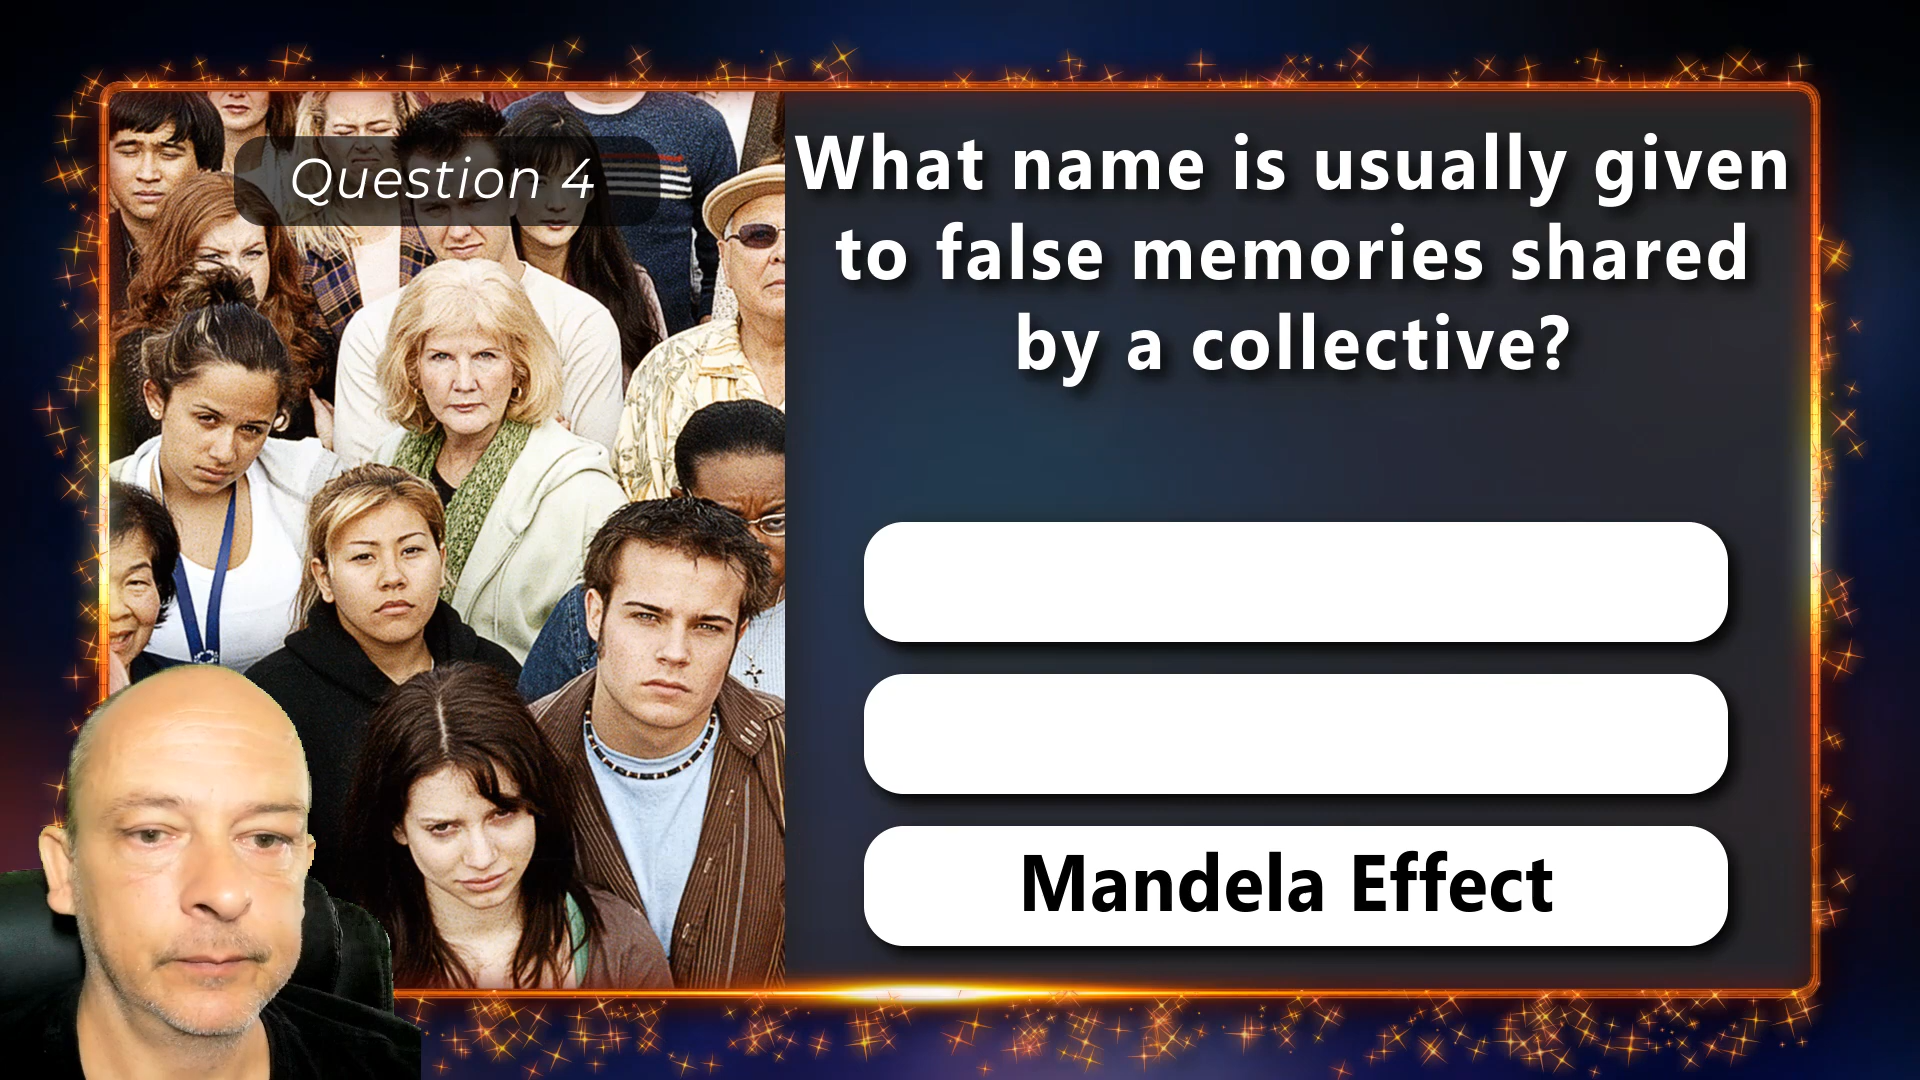 Question 4
What name is usually given
to false memories shared
by a collective?
Mandela Effect